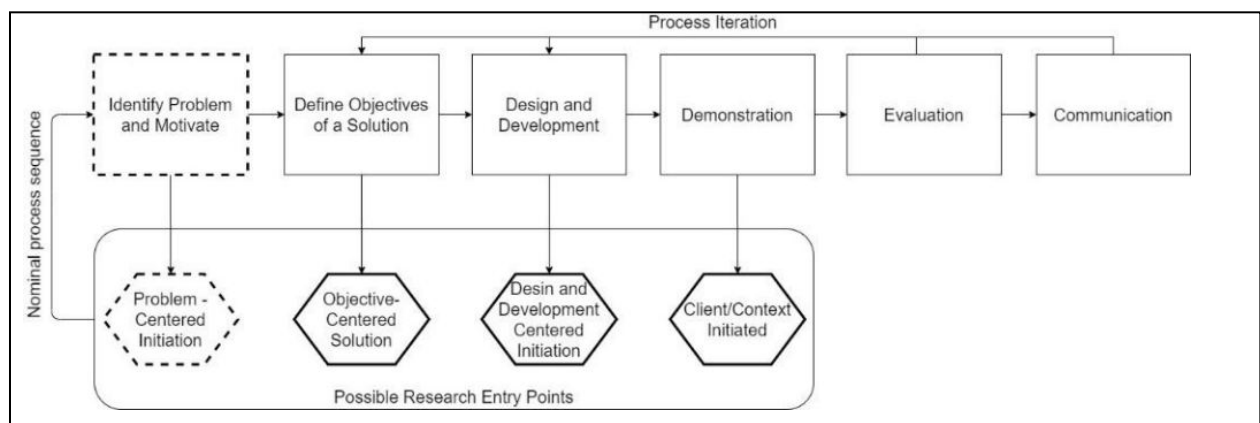 Process Iteration
Identify Problem
and Motivate
Define Objectives
of a Solution
Design and
Development
Demonstration
Evaluation
Communication
Nominal process sequence
Problem -
Centered
Initiation
Objective-
Centered
Solution
Desin and
Development
Centered
Initiation
Client/Context
Initiated
Possible Research Entry Points